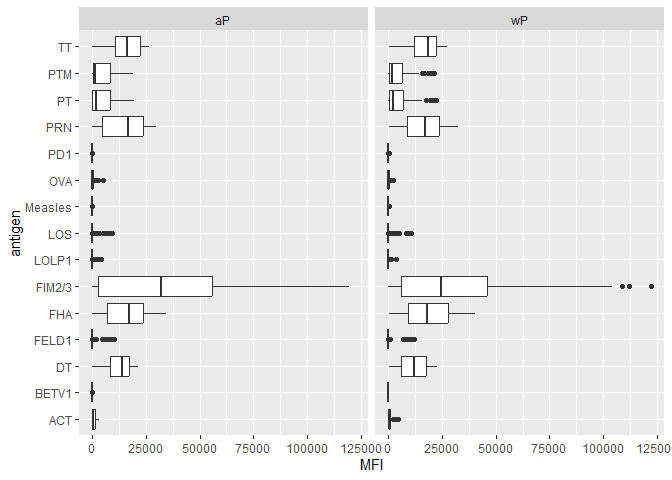 aP wP
TT
PTM
PT
PRN
PD1
OVA
Measles
LOS
LOLP1
FIM2/3
FHA
FELD1
DT
BETV1
ACT
antigen
0 25000 50000 75000 100000 125000 0 25000 50000 75000 100000 125000
MFI